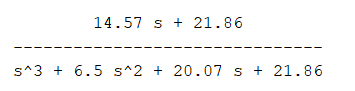 14.57 s + 21.86
-------------------------------
s^3 + 6.5 s^2 + 20.07 s + 21.86